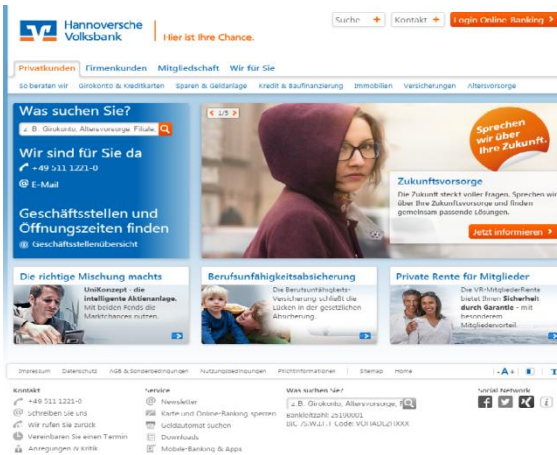 Hannoversche
Volksbank
Hier ist Ihre Chance.
Suche +
Kontakt +
Login Online-Banking >
Privatkunden Firmenkunden Mitgliedschaft Wir für Sie
So beraten wir Girokonto & Kreditkarten Sparen & Geldanlage Kredit & Baufinanzierung Immobilien Versicherungen Altersvorsorge
Was suchen Sie?
z. B. Girokonto, Altersvorsorge, Filiale,
Wir sind für Sie da
+49 511 1221-0
@ E-Mail
Geschäftsstellen und
Öffnungszeiten finden
Geschäftsstellenübersicht
< 1/5 >
Sprechen
wir über
Ihre Zukunft.
Zukunftsvorsorge
Die Zukunft steckt voller Fragen. Sprechen wir
über Ihre Zukunftsvorsorge und finden
gemeinsam passende Lösungen.
Jetzt informieren >
Die richtige Mischung machts
UniKonzept - die
intelligente Aktienanlage.
Mit beiden Fonds die
Marktchancen nutzen.
Berufsunfähigkeitsabsicherung
Die Berufsunfähigkeits-
Versicherung schließt die
Lücken in der gesetzlichen
Absicherung.
Private Rente für Mitglieder
Die VR-MitgliederRente
bietet Ihnen Sicherheit
durch Garantie - mit
besonderem
Mitgliedervorteil.
Impressum Datenschutz AGB & Sonderbedingungen Nutzungsbedingungen Pflichtinformationen Sitemap Home
- A +
Kontakt
+49 511 1221-0
@ Schreiben Sie uns
Wir rufen Sie zurück
Vereinbaren Sie einen Termin
Anregungen & Kritik
Service
@ Newsletter
Karte und Online-Banking sperren
Geldautomat suchen
Downloads
Mobile-Banking & Apps
Was suchen Sie?
z. B. Girokonto, Altersvorsorge,
Bankleitzahl: 25190001
BIC
Code: VOHADE2HXXX
Social Network